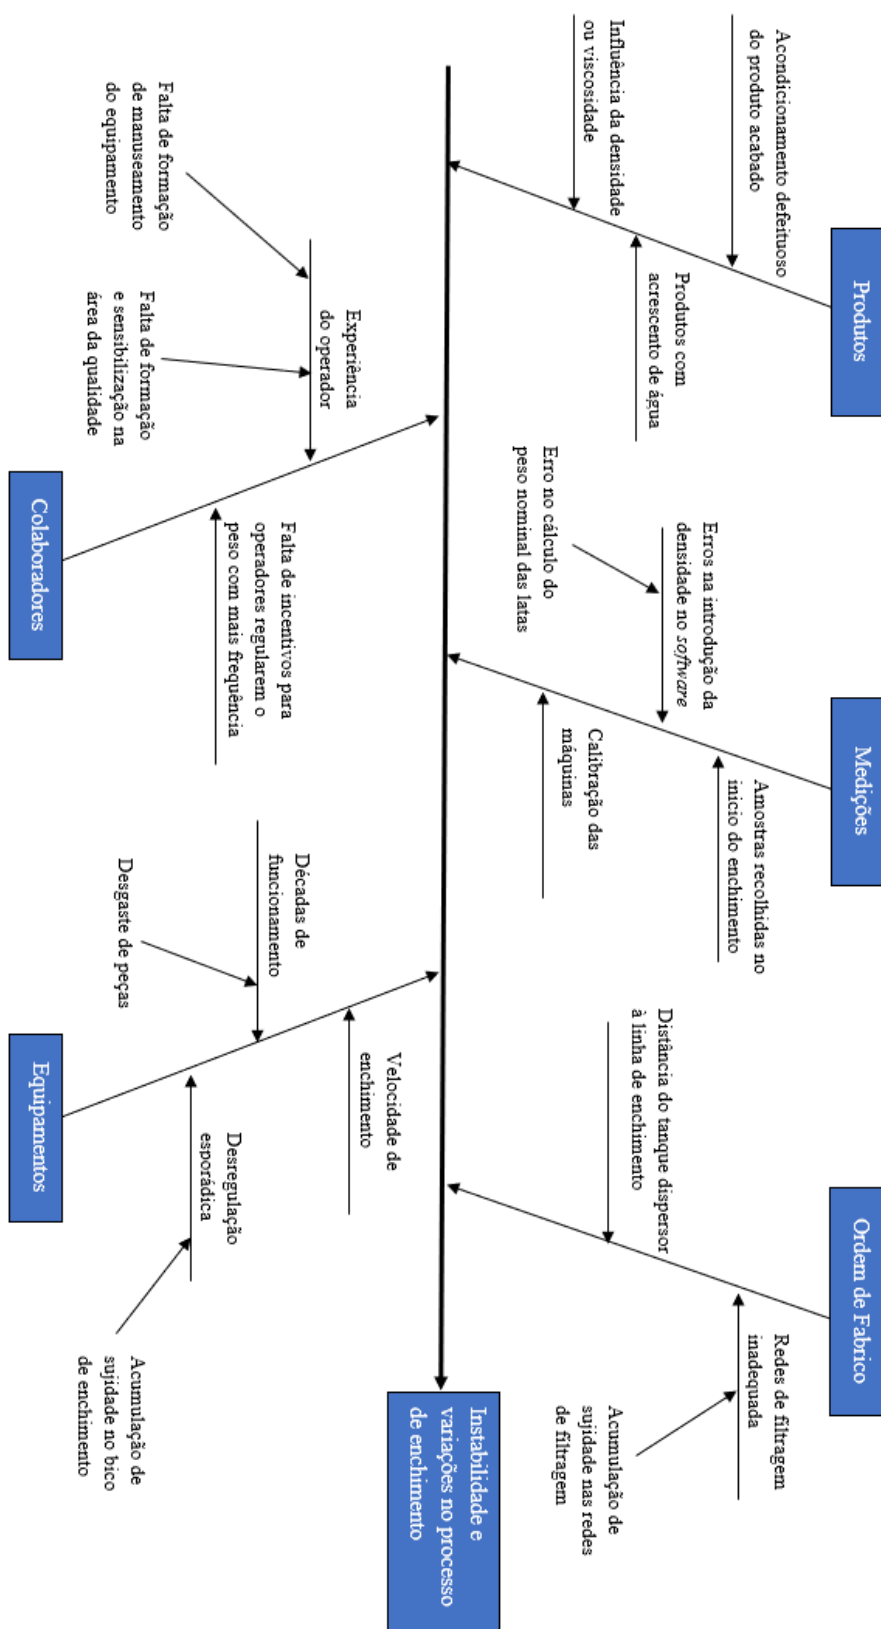 Produtos
Medições
Ordem de Fabrico
Acondicionamento defeituoso
do produto acabado
Influência da densidade
ou viscosidade
Produtos com
acrescento de água
Erros na introdução da
densidade no software
Erro no cálculo do
peso nominal das latas
Amostras recolhidas no
inicio do enchimento
Calibração das
máquinas
Distância do tanque dispersor
à linha de enchimento
Redes de filtragem
inadequada
Acumulação de
sujidade nas redes
de filtragem
Instabilidade e
variações no processo
de enchimento
Experiência
do operador
Falta de formação
de manuseamento
do equipamento
Falta de formação
e sensibilização na
área da qualidade
Falta de incentivos para
operadores regularem o
peso com mais frequência
Décadas de
funcionamento
Desgaste de peças
Velocidade de
enchimento
Desregulação
esporádica
Acumulação de
sujidade no bico
de enchimento
Colaboradores
Equipamentos